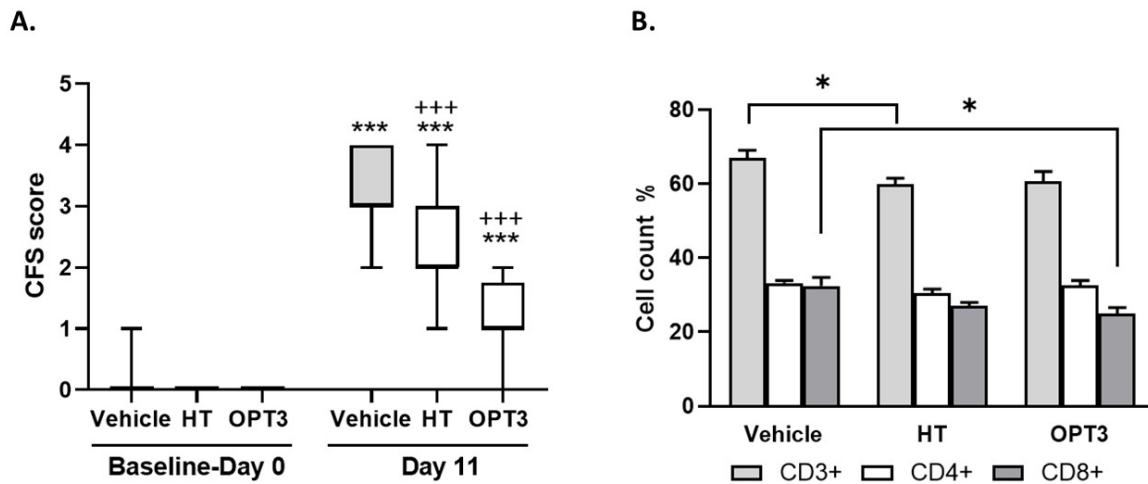 A.
CFS score
5
4
3
2
1
0
***
+++
***
+++
***
Vehicle HT OPT3 Vehicle HT OPT3
Baseline-Day 0 Day 11
B.
Cell count %
80
60
40
20
0
*
*
Vehicle HT OPT3
CD3+ CD4+ CD8+